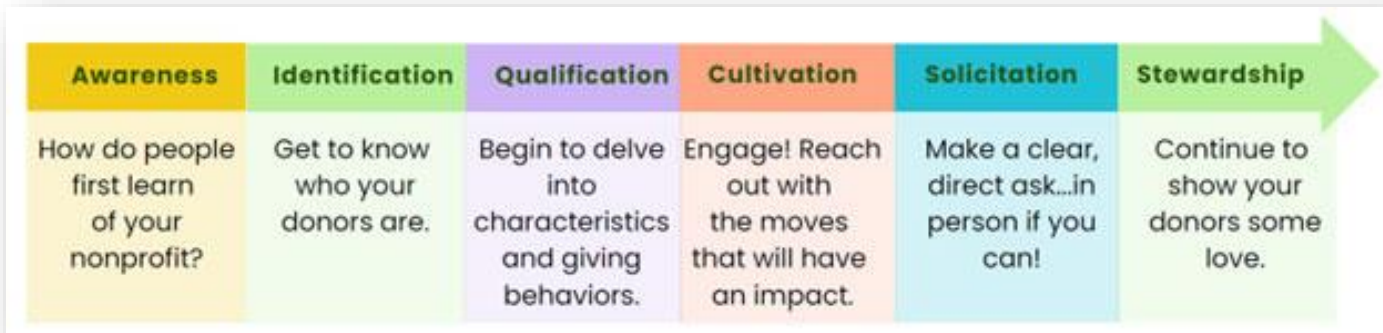 Awareness
Identification
Qualification
Cultivation
Solicitation
Stewardship
How do people
first learn
of your
nonprofit?
Get to know
who your
donors are.
Begin to delve
into
characteristics
and giving
behaviors.
Engage! Reach
out with
the moves
that will have
an impact.
Make a clear,
direct ask...in
person if you
can!
Continue to
show your
donors some
love.